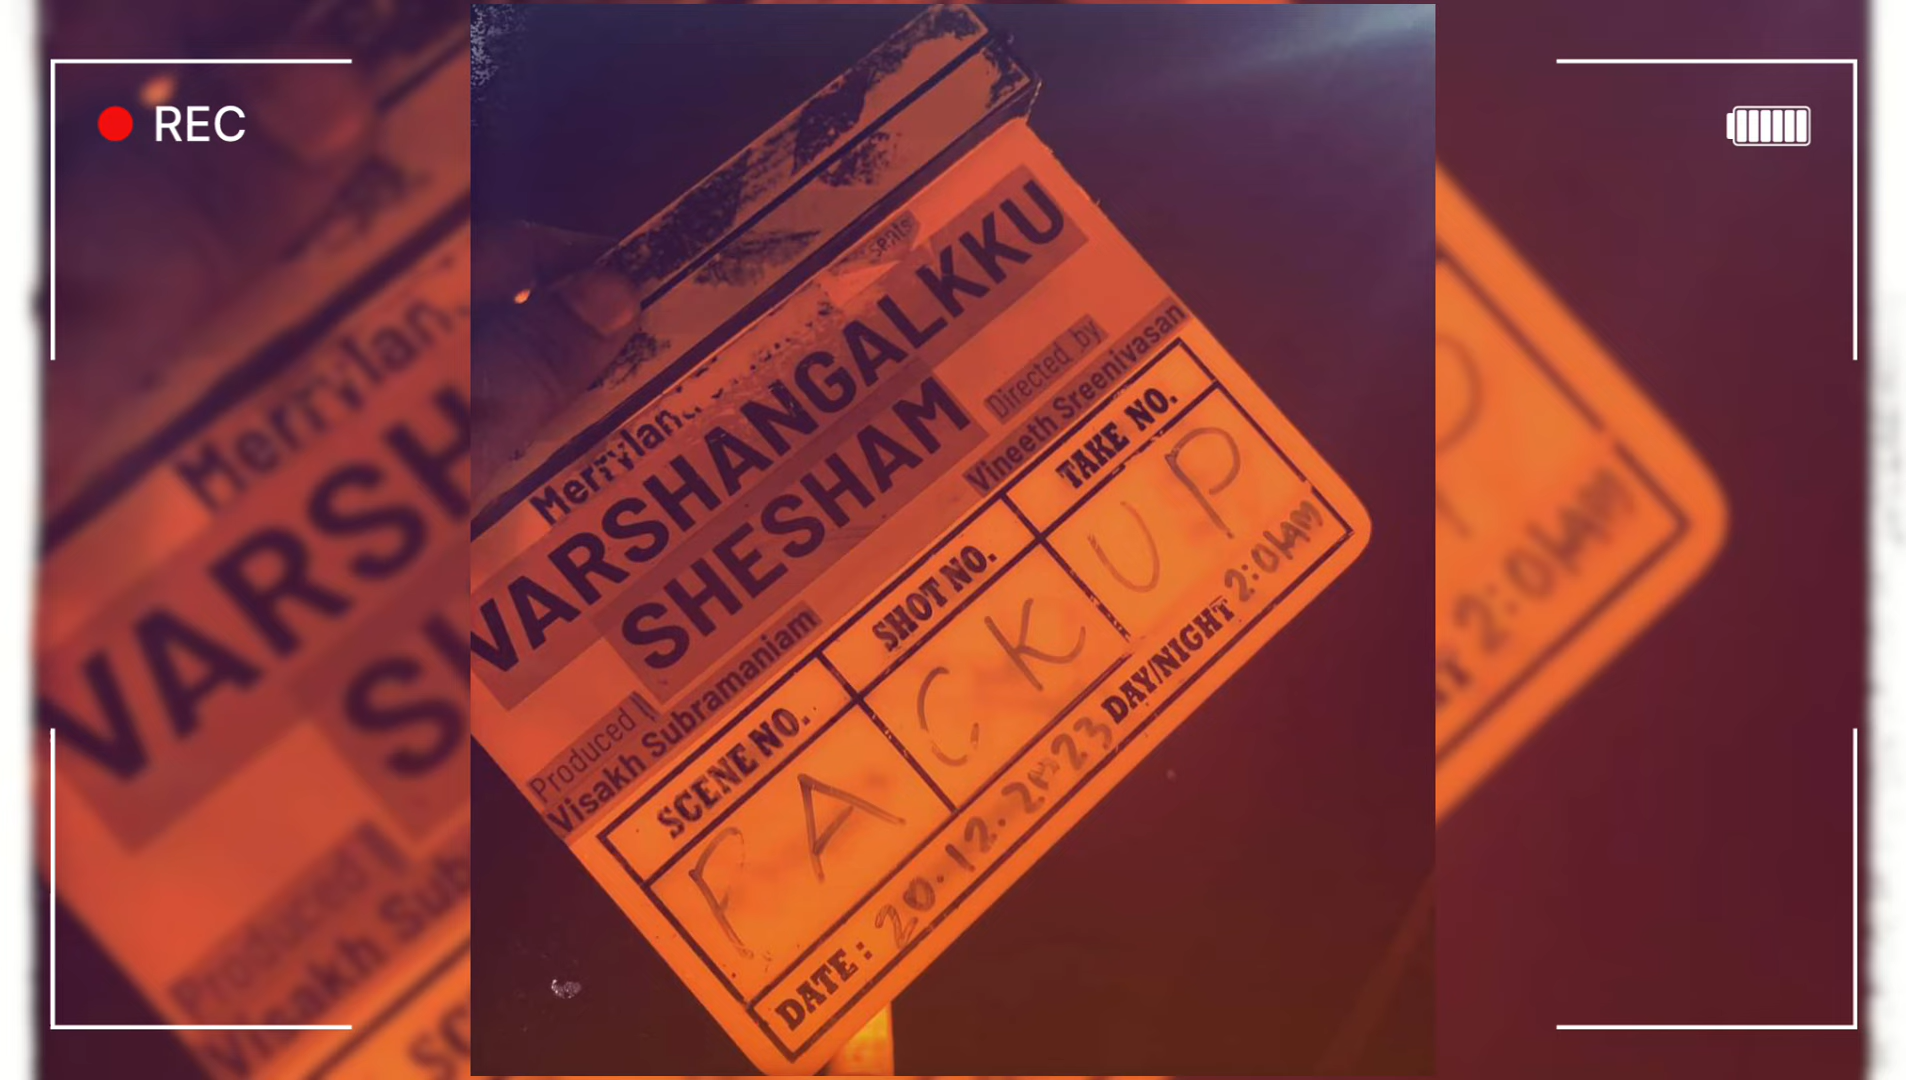 REC
Merrylan
sents
VARSHANGALKKU
SHESHAM
Directed by
Vineeth Sreenivasan
Produced
Visakh Subramaniam
SCENE NO. SHOT NO. TAKE NO.
PACKUP
DATE: 20.12.2023 DAY/NIGHT 2:01AM